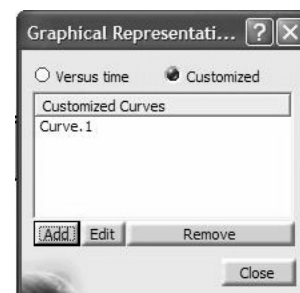 Graphical Representati... ? X
Versus time Customized
Customized Curves
Curve.1
Add Edit Remove
Close